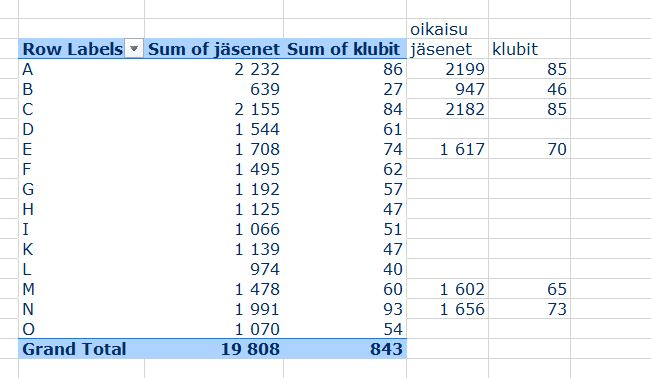 oikaisu
Row Labels Sum of jäsenet Sum of klubit jäsenet klubit
A 2 232 86 2199 85
B 639 27 947 46
C 2 155 84 2182 85
D 1 544 61
E 1 708 74 1 617 70
F 1 495 62
G 1 192 57
H 1 125 47
I 1 066 51
K 1 139 47
L 974 40
M 1 478 60 1 602 65
N 1 991 93 1 656 73
O 1 070 54
Grand Total 19 808 843